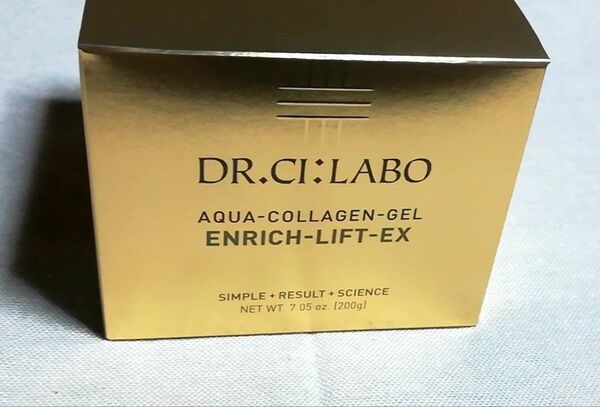 DR.CI:LABO
AQUA-COLLAGEN-GEL
ENRICH-LIFT-EX
SIMPLE + RESULT + SCIENCE
NET WT. 7.05 oz. [200g]